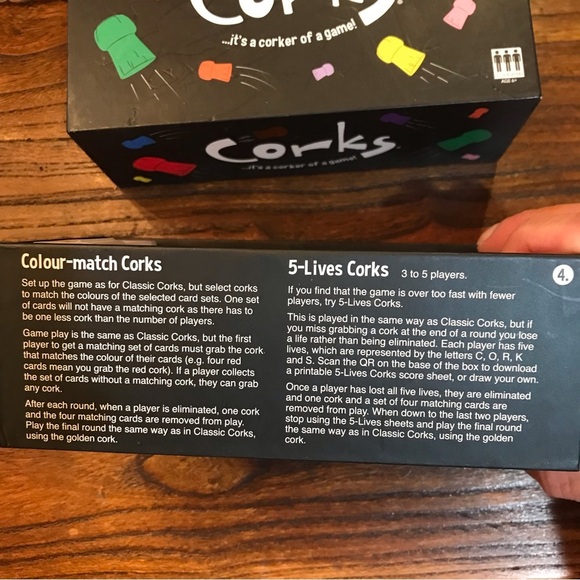 Corks
...it's a corker of a game!
AGE 6+
Corks
...it's a corker of a game!
Colour-match Corks
Set up the game as for Classic Corks, but select corks
to match the colours of the selected card sets. One set
of cards will not have a matching cork as there has to
be one less cork than the number of players.
Game play is the same as Classic Corks, but the first
player to get a matching set of cards must grab the cork
that matches the colour of their cards (e.g. four red
cards mean you grab the red cork). If a player collects
the set of cards without a matching cork, they can grab
any cork.
After each round, when a player is eliminated, one cork
and the four matching cards are removed from play.
Play the final round the same way as in Classic Corks,
using the golden cork.
5-Lives Corks 3 to 5 players.
4.
If you find that the game is over too fast with fewer
players, try 5-Lives Corks.
This is played in the same way as Classic Corks, but if
you miss grabbing a cork at the end of a round you lose
a life rather than being eliminated. Each player has five
lives, which are represented by the letters C, O, R, K
and S. Scan the QR on the base of the box to download
a printable 5-Lives Corks score sheet, or draw your own.
Once a player has lost all five lives, they are eliminated
and one cork and a set of four matching cards are
removed from play. When down to the last two players,
stop using the 5-Lives sheets and play the final round
the same way as in Classic Corks, using the golden
cork.